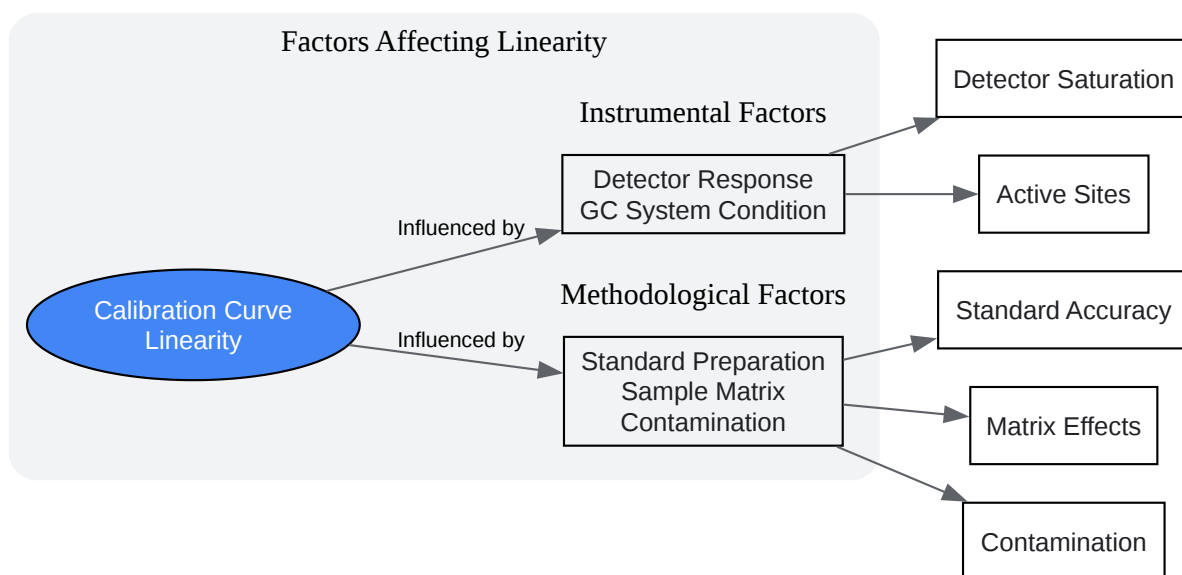 Factors Affecting Linearity
Instrumental Factors
Detector Response
GC System Condition
Influenced by
Calibration Curve
Linearity
Influenced by
Methodological Factors
Standard Preparation
Sample Matrix
Contamination
Detector Saturation
Active Sites
Standard Accuracy
Matrix Effects
Contamination